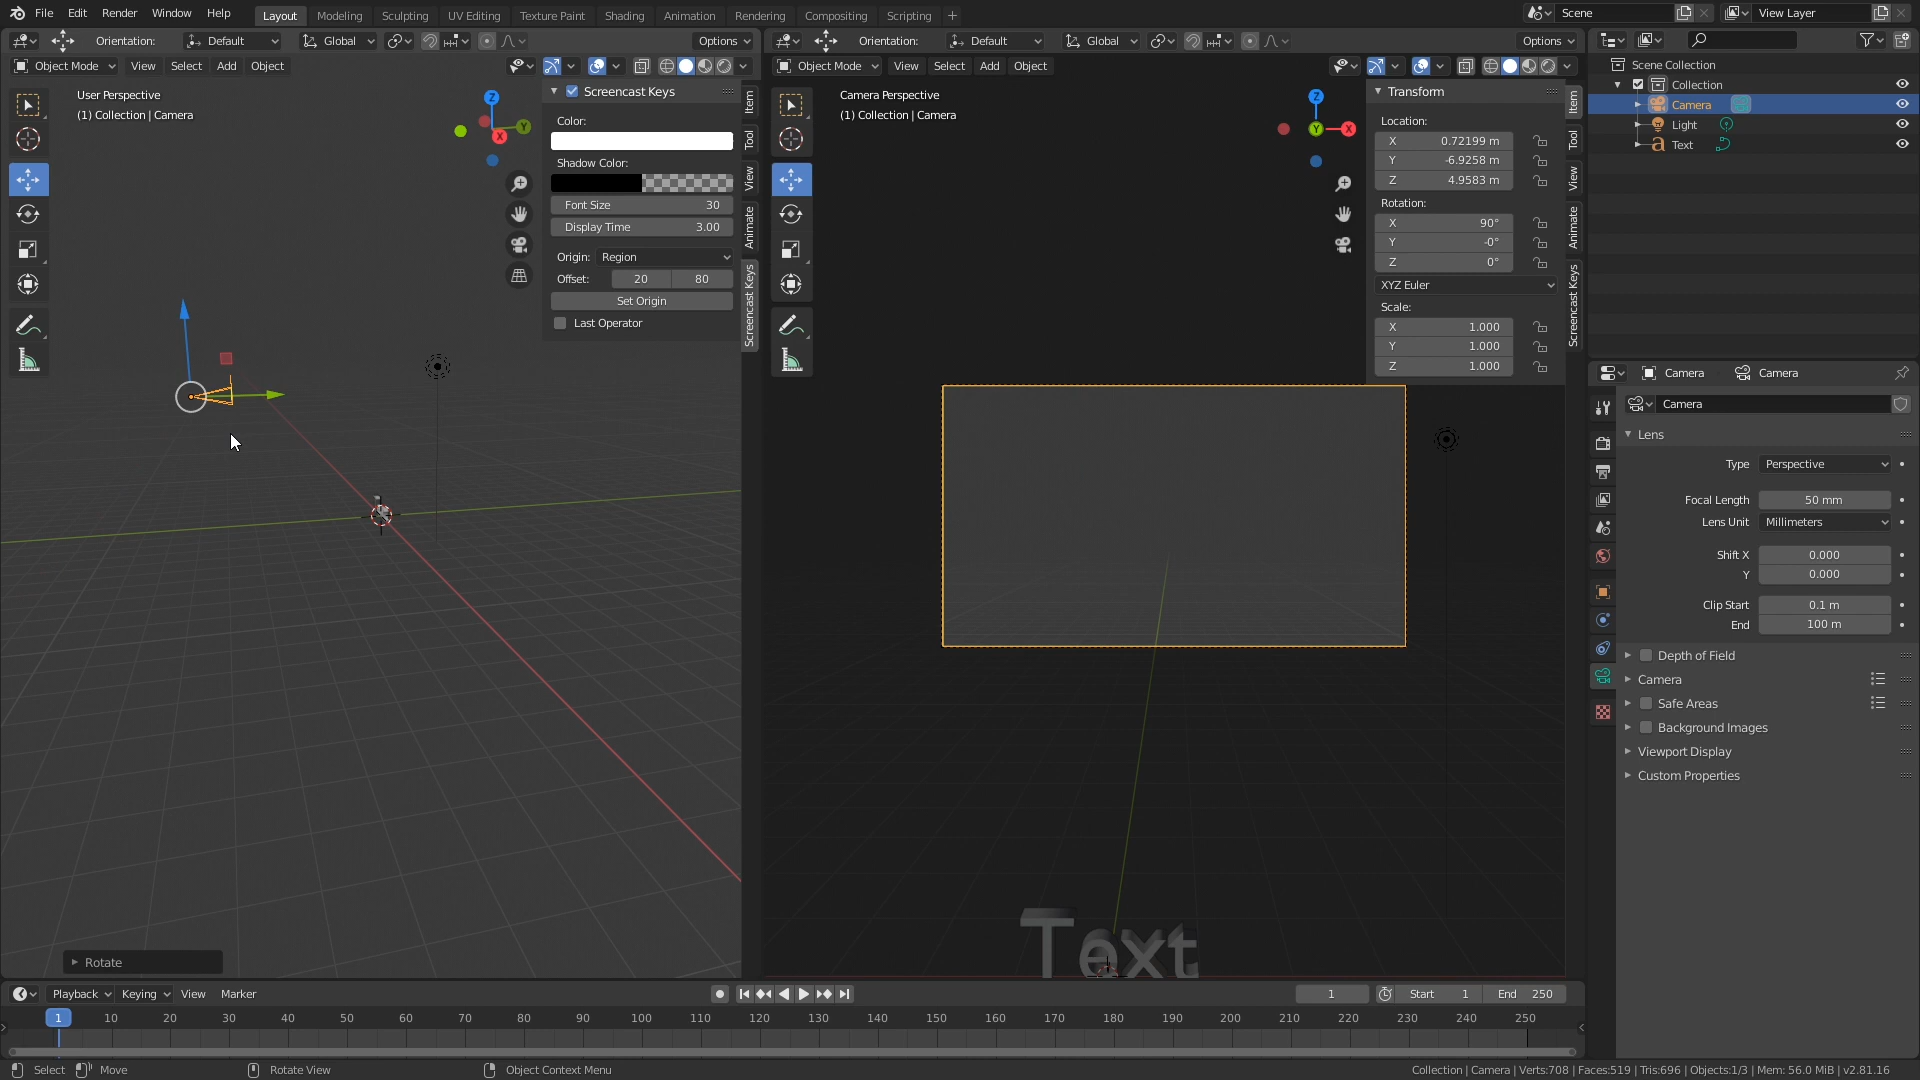 File Edit Render Window Help Layout Modeling Sculpting UV Editing Texture Paint Shading Animation Rendering Compositing Scripting + Scene View Layer
Orientation: Default Global Options
Object Mode View Select Add Object
User Perspective
(1) Collection | Camera
Z
Y
X
Screencast Keys
Color:
Shadow Color:
Font Size 30
Display Time 3.00
Origin: Region
Offset: 20 80
Set Origin
Last Operator
Item
Tool
View
Animate
Screencast Keys
Rotate
Orientation: Default Global Options
Object Mode View Select Add Object
Camera Perspective
(1) Collection | Camera
Z
Y
X
Transform
Location:
X 0.72199 m
Y -6.9258 m
Z 4.9583 m
Rotation:
X 90°
Y -0°
Z 0°
XYZ Euler
Scale:
X 1.000
Y 1.000
Z 1.000
Item
Tool
View
Animate
Screencast Keys
Text
Scene Collection
Collection
Camera
Light
Text
Camera Camera
Camera
Lens
Type Perspective
Focal Length 50 mm
Lens Unit Millimeters
Shift X 0.000
Y 0.000
Clip Start 0.1 m
End 100 m
Depth of Field
Camera
Safe Areas
Background Images
Viewport Display
Custom Properties
Playback Keying View Marker 1 Start 1 End 250
1 10 20 30 40 50 60 70 80 90 100 110 120 130 140 150 160 170 180 190 200 210 220 230 240 250
Select Move Rotate View Object Context Menu Collection | Camera | Verts:708 | Faces:519 | Tris:696 | Objects:1/3 | Mem: 56.0 MiB | v2.81.16